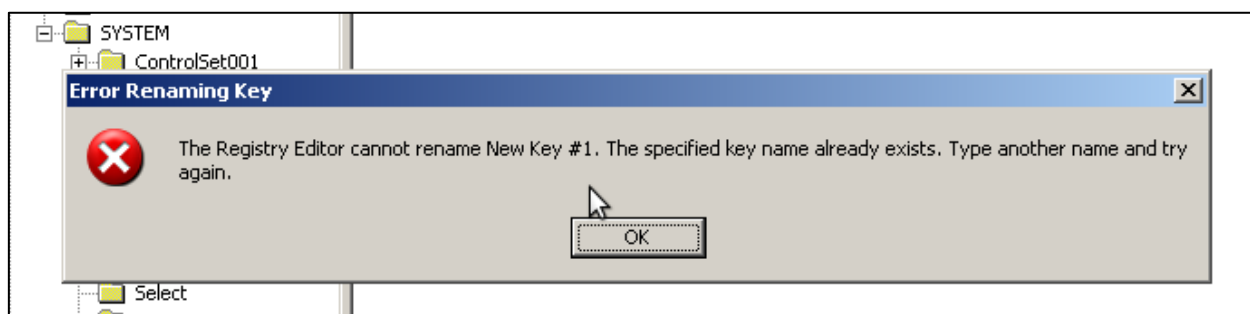 SYSTEM
ControlSet001
Error Renaming Key
The Registry Editor cannot rename New Key #1. The specified key name already exists. Type another name and try
again.
OK
Select